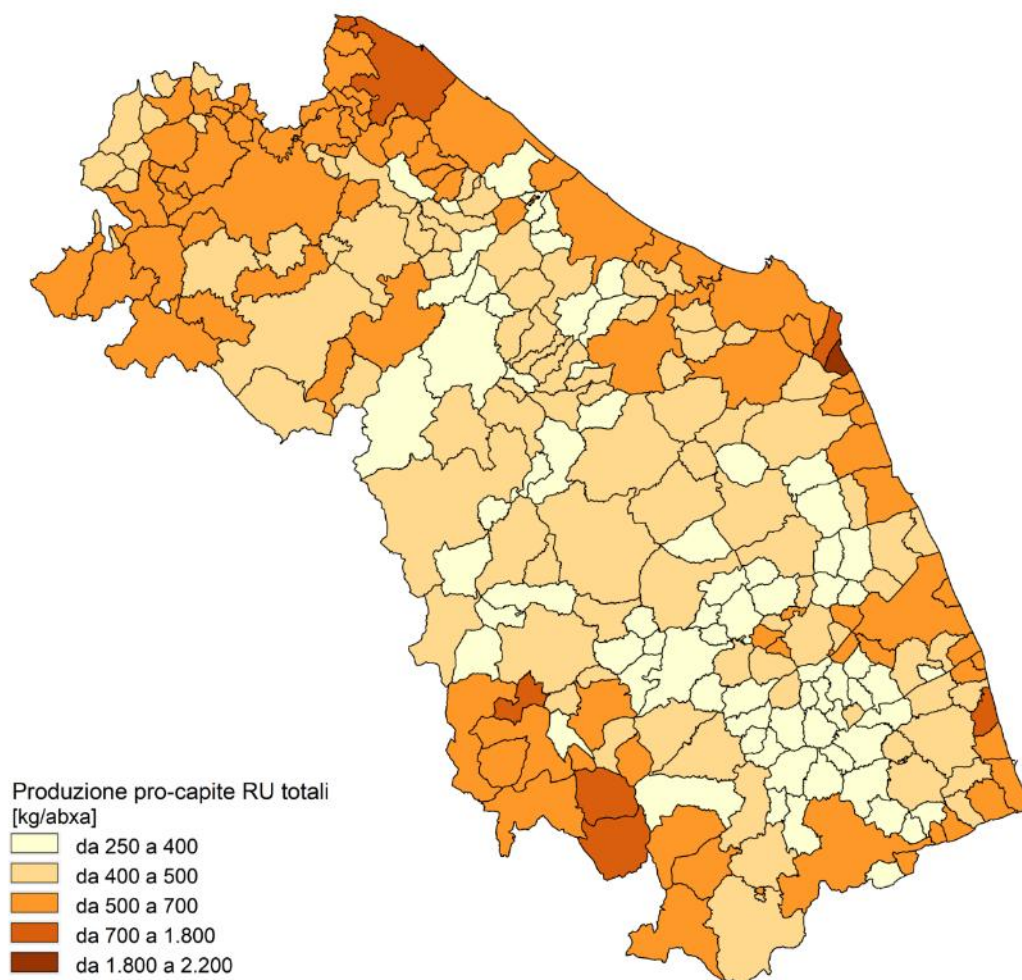 Produzione pro-capite RU totali
[kg/abxa]
da 250 a 400
da 400 a 500
da 500 a 700
da 700 a 1.800
da 1.800 a 2.200